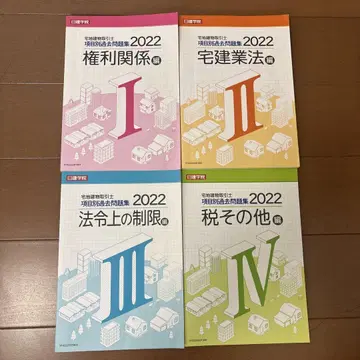 日建学院
宅地建物取引士
項目別過去問題集 2022
権利関係 編
I
日建学院
宅地建物取引士
項目別過去問題集 2022
宅建業法 編
II
日建学院
宅地建物取引士
項目別過去問題集 2022
法令上の制限 編
III
日建学院
宅地建物取引士
項目別過去問題集 2022
税その他 編
IV